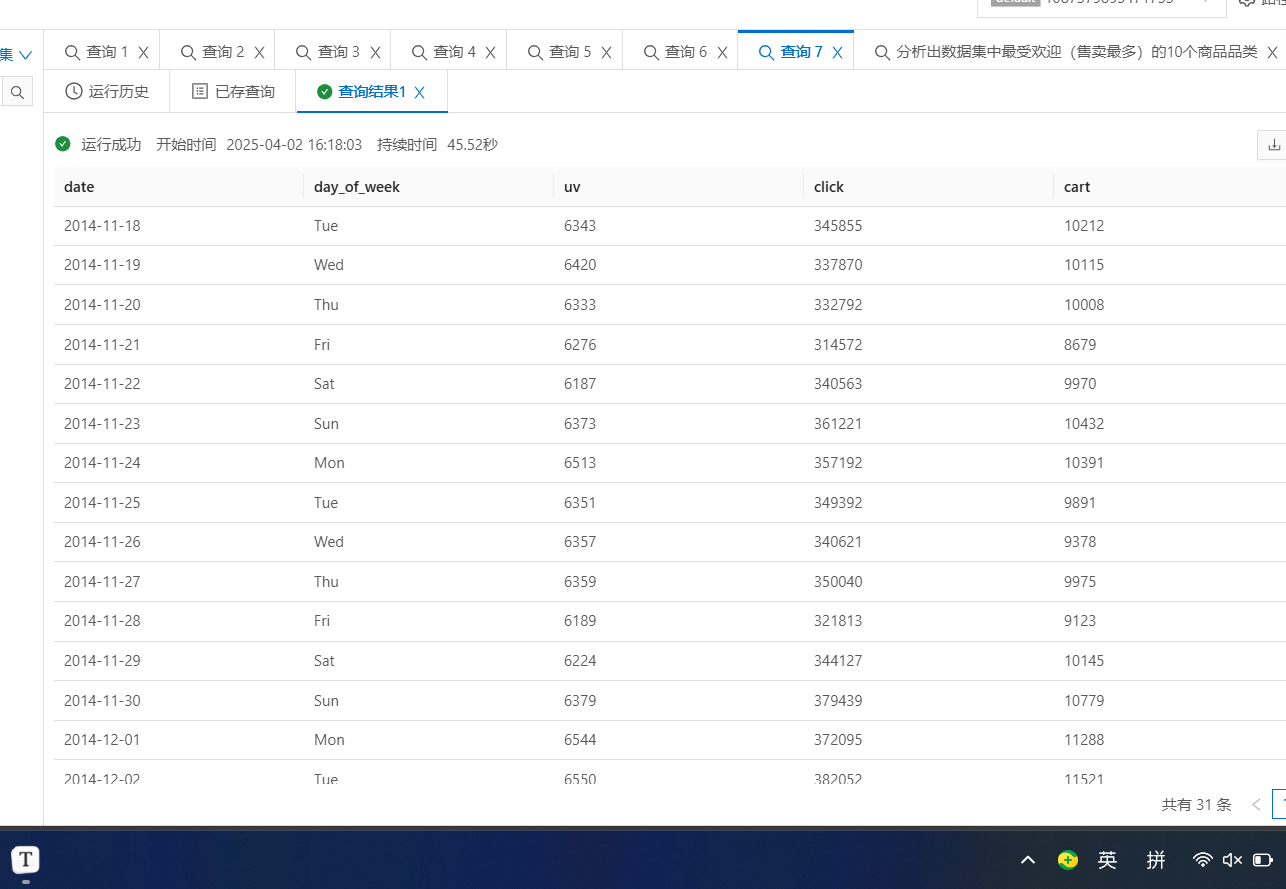 default
集
查询 1 X 查询 2 X 查询 3 X 查询 4 X 查询 5 X 查询 6 X 查询 7 X 分析出数据集中最受欢迎（售卖最多）的10个商品品类 X
运行历史 已存查询 查询结果1 X
运行成功 开始时间 2025-04-02 16:18:03 持续时间 45.52秒
date day_of_week uv click cart
2014-11-18 Tue 6343 345855 10212
2014-11-19 Wed 6420 337870 10115
2014-11-20 Thu 6333 332792 10008
2014-11-21 Fri 6276 314572 8679
2014-11-22 Sat 6187 340563 9970
2014-11-23 Sun 6373 361221 10432
2014-11-24 Mon 6513 357192 10391
2014-11-25 Tue 6351 349392 9891
2014-11-26 Wed 6357 340621 9378
2014-11-27 Thu 6359 350040 9975
2014-11-28 Fri 6189 321813 9123
2014-11-29 Sat 6224 344127 10145
2014-11-30 Sun 6379 379439 10779
2014-12-01 Mon 6544 372095 11288
2014-12-02 Tue 6550 382052 11521
共有 31 条
T 英 拼